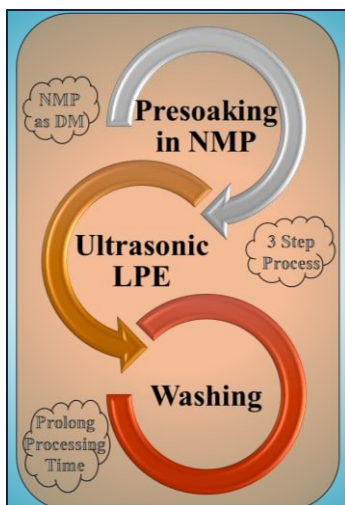 NMP
as DM
Presoaking
in NMP
Ultrasonic
LPE
3 Step
Process
Washing
Prolong
Processing
Time